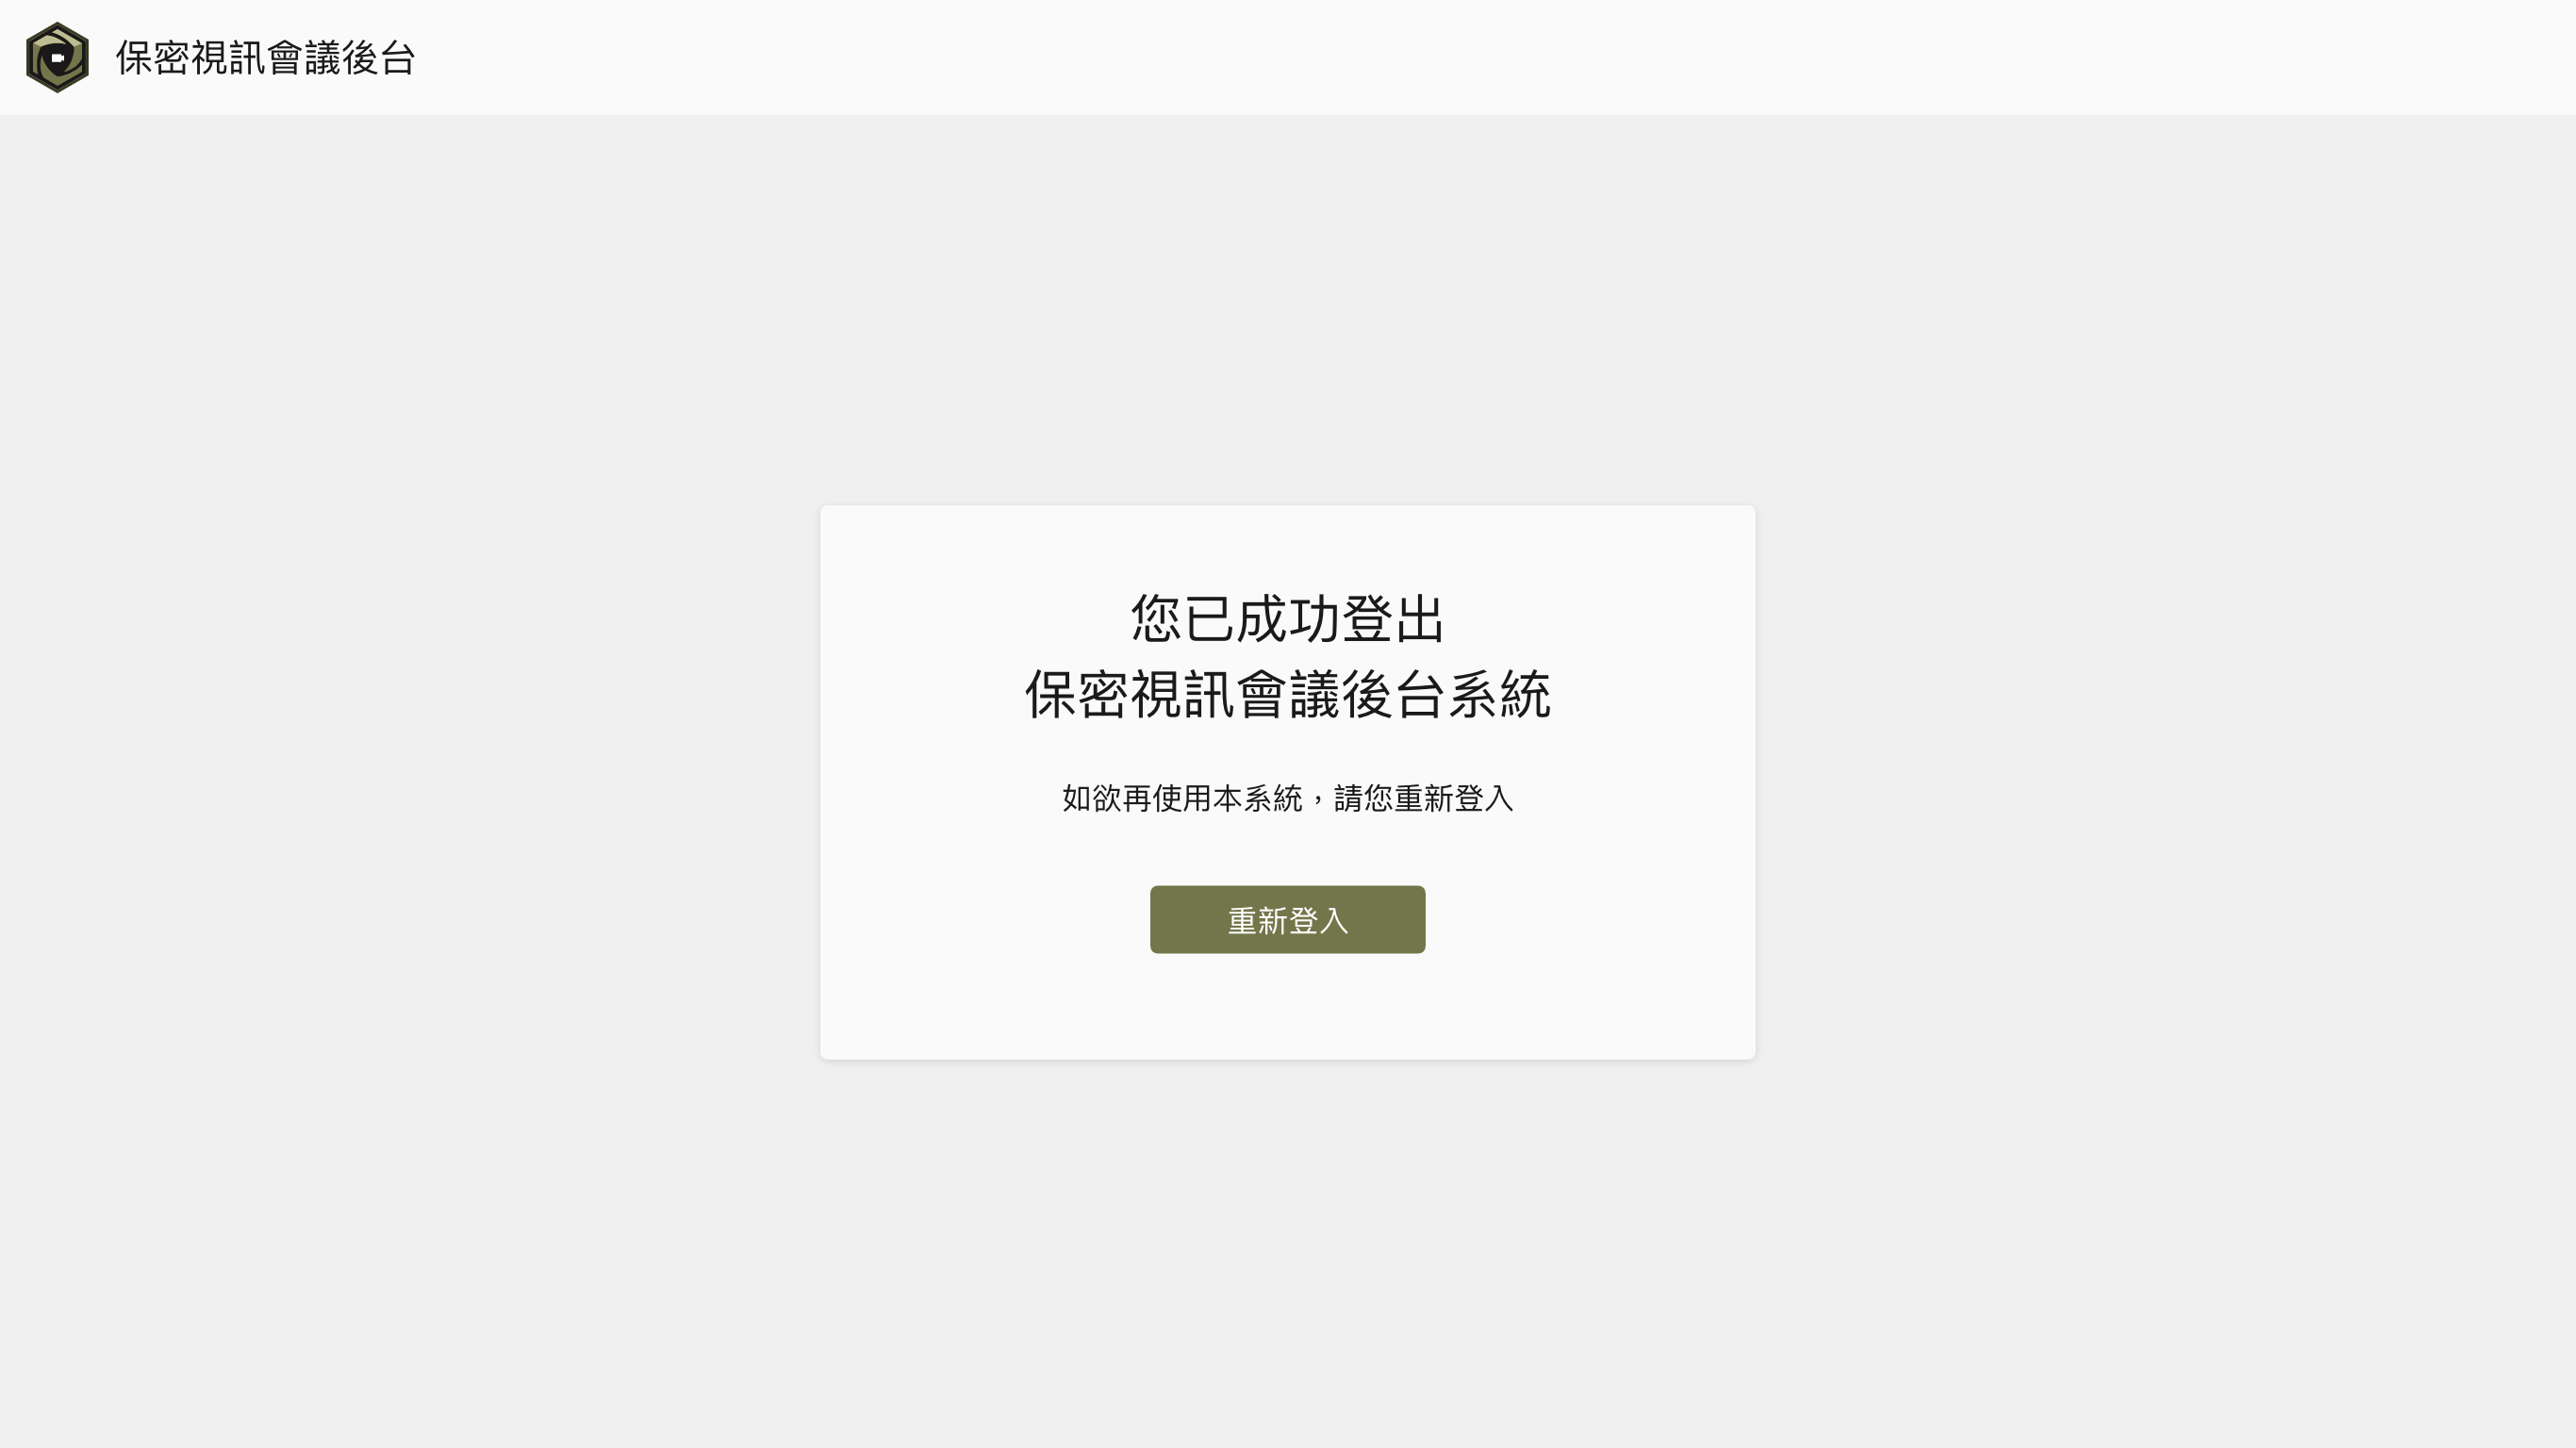 保密視訊會議後台
您已成功登出
保密視訊會議後台系統
如欲再使用本系統，請您重新登入
重新登入